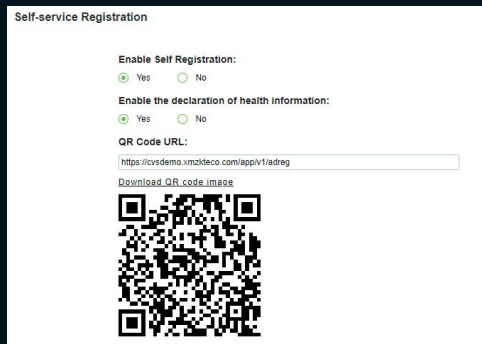 Self-service Registration
Enable Self Registration:
Yes No
Enable the declaration of health information:
Yes No
QR Code URL:
https://cvsdemo.xmzkteco.com/app/v1/adreg
Download QR code image